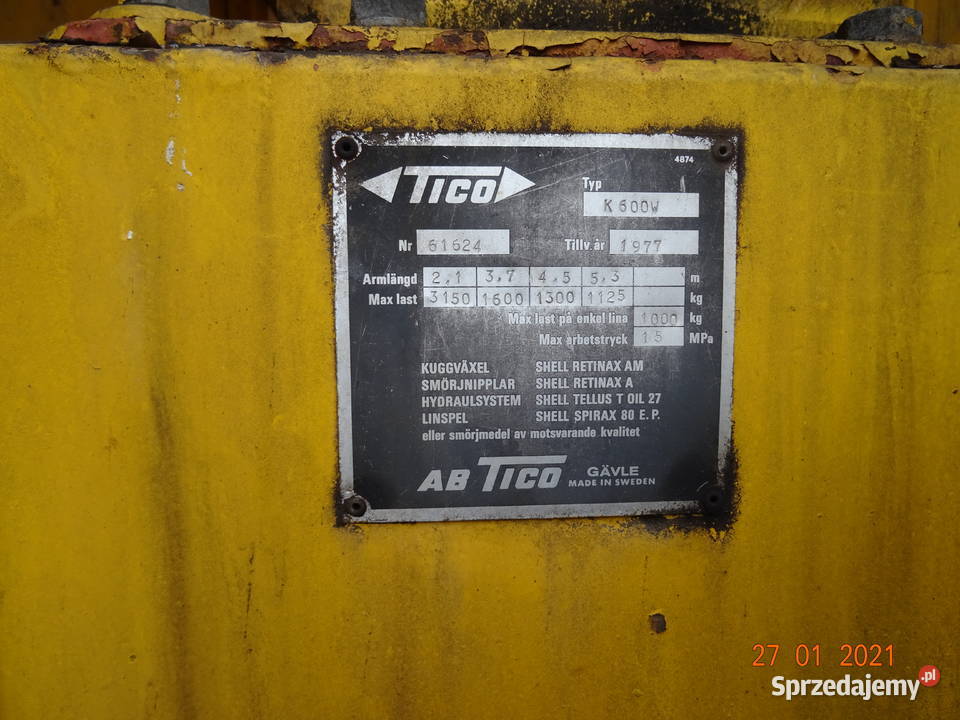 4874
TICO
Typ
K 600W
Nr 61624 Tillv.år 1977
Armlängd 2,1 3,7 4,5 5,3 m
Max last 3150 1600 1300 1125 kg
Max last på enkel lina 1000 kg
Max arbetstryck 15 MPa
KUGGVÄXEL SHELL RETINAX AM
SMÖRJNIPPLAR SHELL RETINAX A
HYDRAULSYSTEM SHELL TELLUS T OIL 27
LINSPEL SHELL SPIRAX 80 E.P.
eller smörjmedel av motsvarande kvalitet
AB TICO GÄVLE
MADE IN SWEDEN
27 01 2021
Sprzedajemy.pl